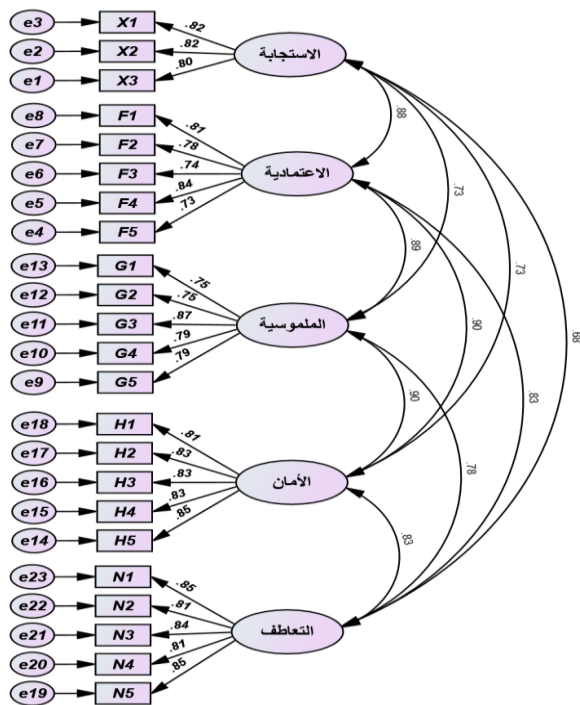 e3 X1 .82
e2 X2 .82 الاستجابة
e1 X3 .80
.88
e8 F1 .81
e7 F2 .78
e6 F3 .74 الاعتمادية
e5 F4 .84
e4 F5 .73
.73
.89
.73
e13 G1 .75
e12 G2 .75
e11 G3 .87 الملموسية
e10 G4 .79
e9 G5 .79
.90
.68
.90
.83
e18 H1 .81
e17 H2 .83
e16 H3 .83 الأمان
e15 H4 .83
e14 H5 .85
.78
.83
e23 N1 .85
e22 N2 .81
e21 N3 .84 التعاطف
e20 N4 .81
e19 N5 .85